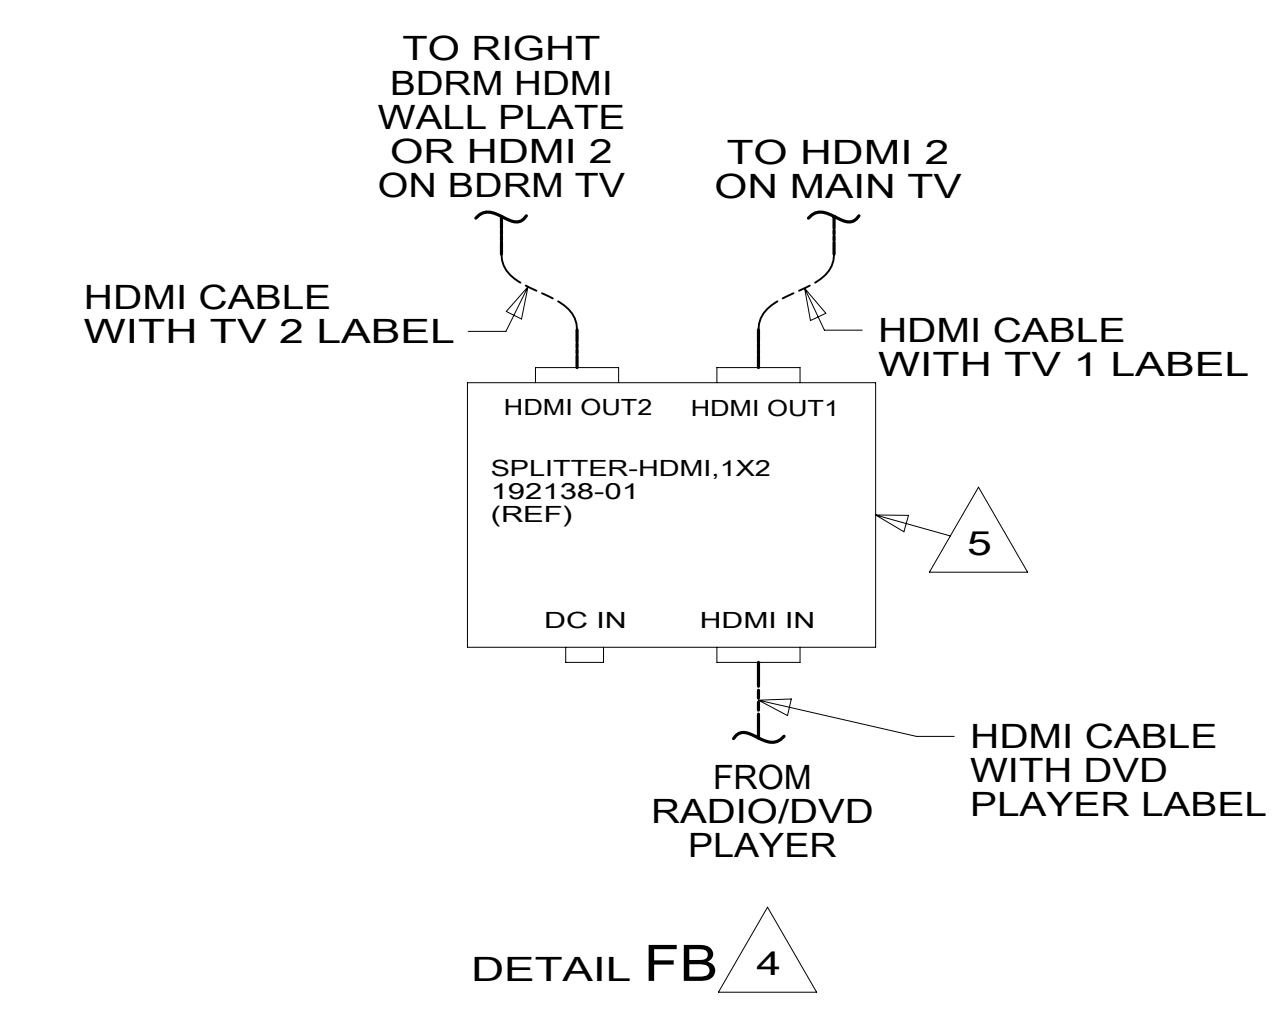 TO RIGHT
BDRM HDMI
WALL PLATE
OR HDMI 2
ON BDRM TV
TO HDMI 2
ON MAIN TV
HDMI CABLE
WITH TV 2 LABEL
HDMI CABLE
WITH TV 1 LABEL
HDMI OUT2
HDMI OUT1
SPLITTER-HDMI,1X2
192138-01
(REF)
5
DC IN
HDMI IN
HDMI CABLE
WITH DVD
PLAYER LABEL
FROM
RADIO/DVD
PLAYER
DETAIL FB 4